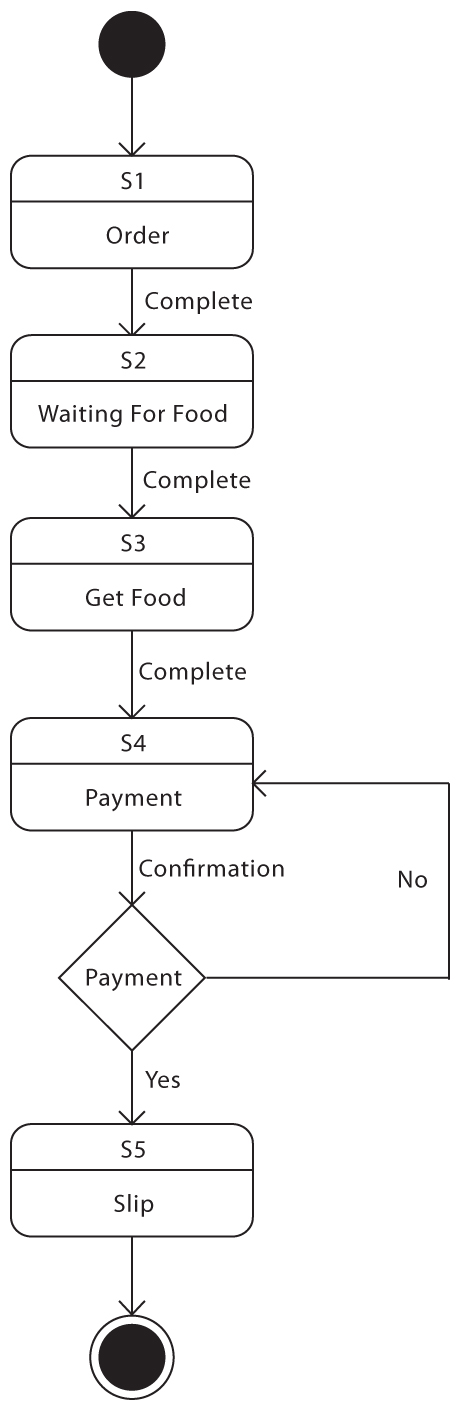 S1
Order
Complete
S2
Waiting For Food
Complete
S3
Get Food
Complete
S4
Payment
Confirmation
No
Payment
Yes
S5
Slip